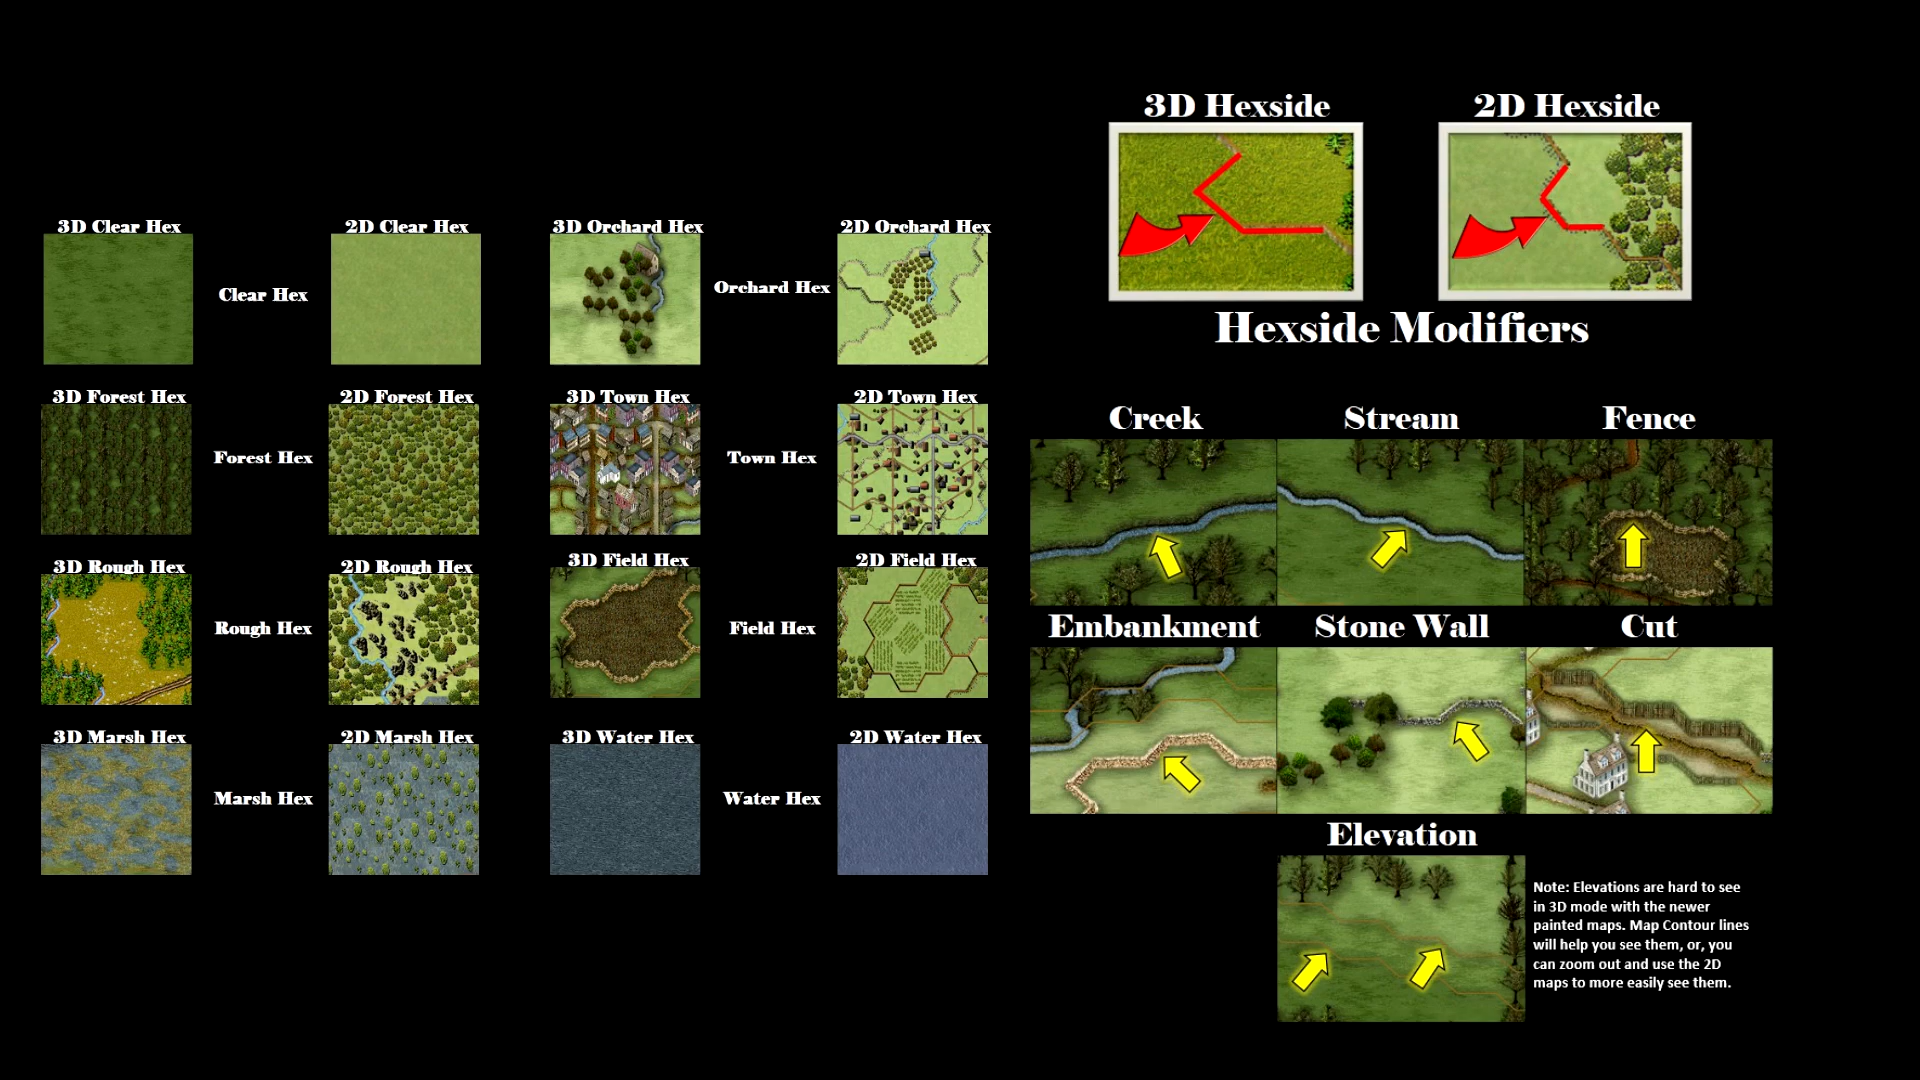 3D Hexside
2D Hexside
Hexside Modifiers
3D Clear Hex
Clear Hex
2D Clear Hex
3D Orchard Hex
Orchard Hex
2D Orchard Hex
3D Forest Hex
Forest Hex
2D Forest Hex
3D Town Hex
Town Hex
2D Town Hex
3D Rough Hex
Rough Hex
2D Rough Hex
3D Field Hex
Field Hex
2D Field Hex
3D Marsh Hex
Marsh Hex
2D Marsh Hex
3D Water Hex
Water Hex
2D Water Hex
Creek
Stream
Fence
Embankment
Stone Wall
Cut
Elevation
Note: Elevations are hard to see
in 3D mode with the newer
painted maps. Map Contour lines
will help you see them, or, you
can zoom out and use the 2D
maps to more easily see them.